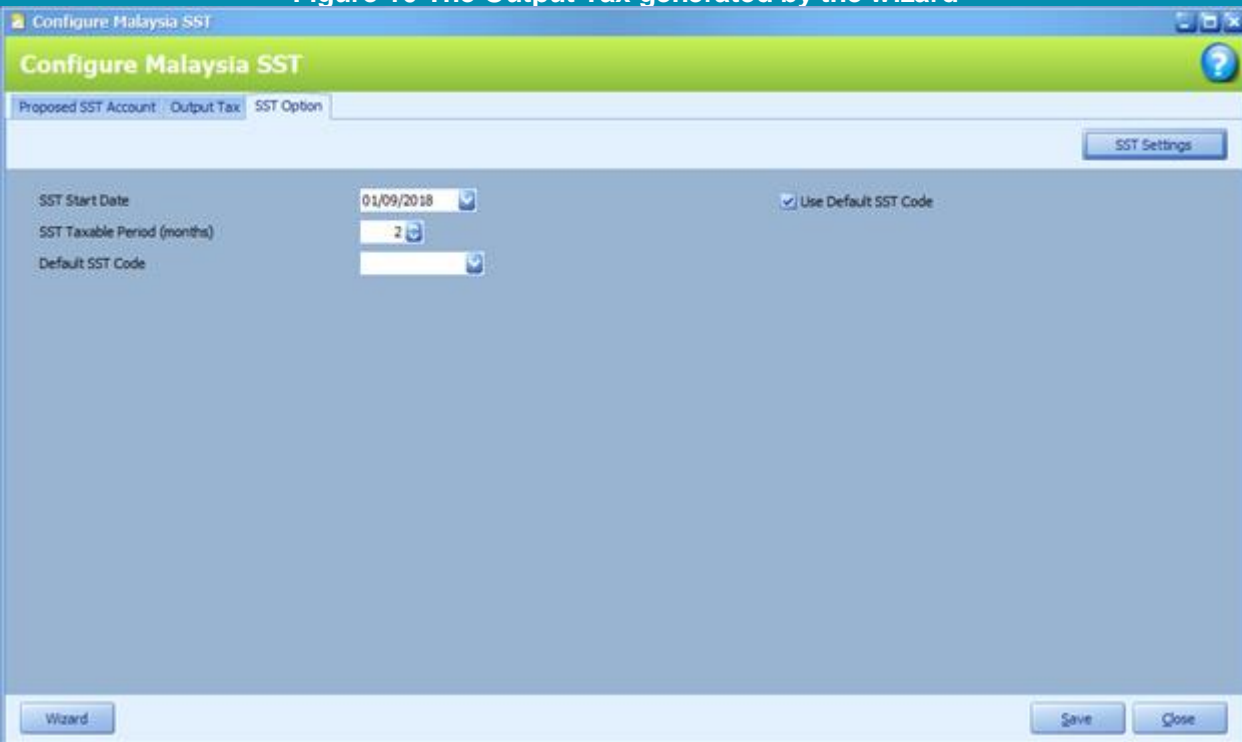 Figure 10 The Output Tax generated by the wizard
Configure Malaysia SST
Configure Malaysia SST
?
Proposed SST Account Output Tax SST Option
SST Settings
SST Start Date 01/09/2018 Use Default SST Code
SST Taxable Period (months) 2
Default SST Code
Wizard Save Close